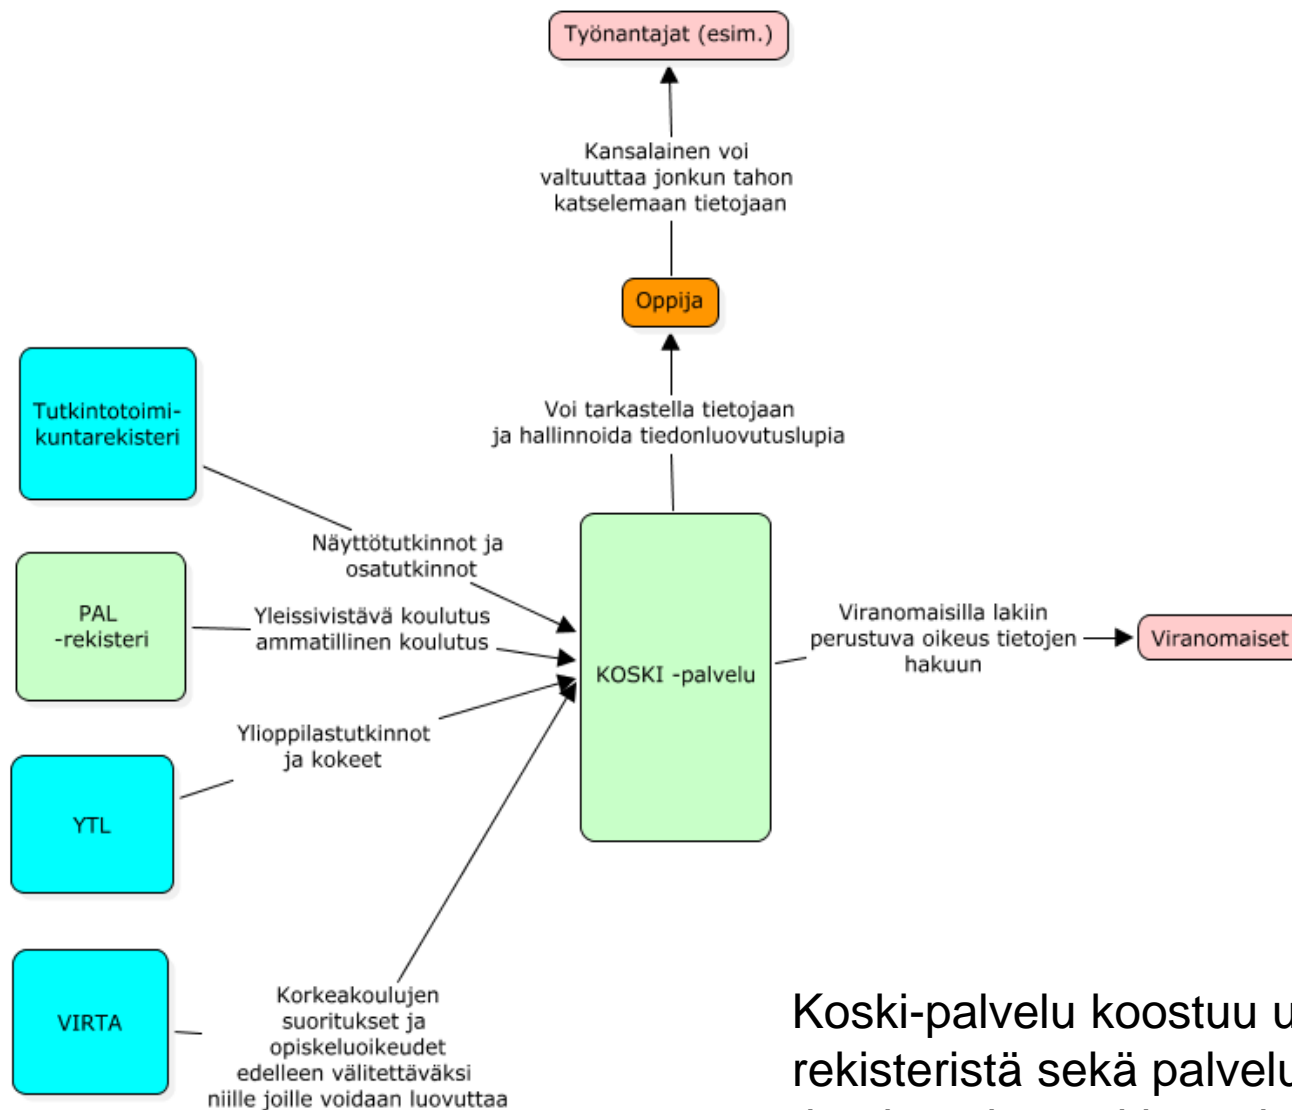 Työnantajat (esim.)
Kansalainen voi
valtuuttaa jonkun tahon
katselemaan tietojaan
Oppija
Voi tarkastella tietojaan
ja hallinnoida tiedonluovutuslupia
Tutkintotoimi-
kuntarekisteri
Näyttötutkinnot ja
osatutkinnot
PAL
-rekisteri
Yleissivistävä koulutus
ammatillinen koulutus
KOSKI -palvelu
Viranomaisilla lakiin
perustuva oikeus tietojen
hakuun
Viranomaiset
Ylioppilastutkinnot
ja kokeet
YTL
VIRTA
Korkeakoulujen
suoritukset ja
opiskeluoikeudet
edelleen välitettäväksi
niille joille voidaan luovuttaa
Koski-palvelu koostuu
rekisteristä sekä